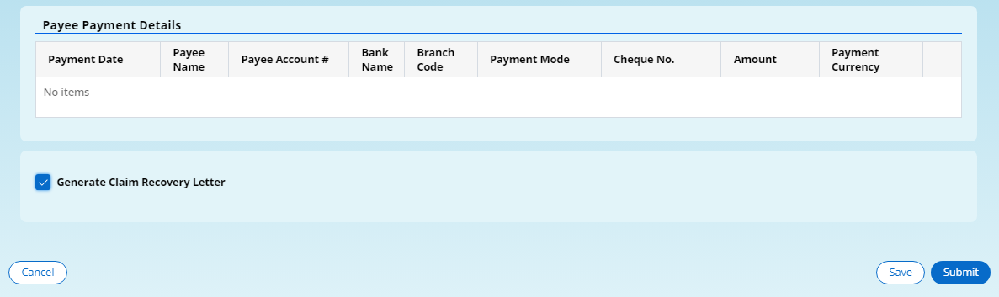 Payee Payment Details
Payment Date Payee Name Payee Account # Bank Name Branch Code Payment Mode Cheque No. Amount Payment Currency
No items
Generate Claim Recovery Letter
Cancel Save Submit